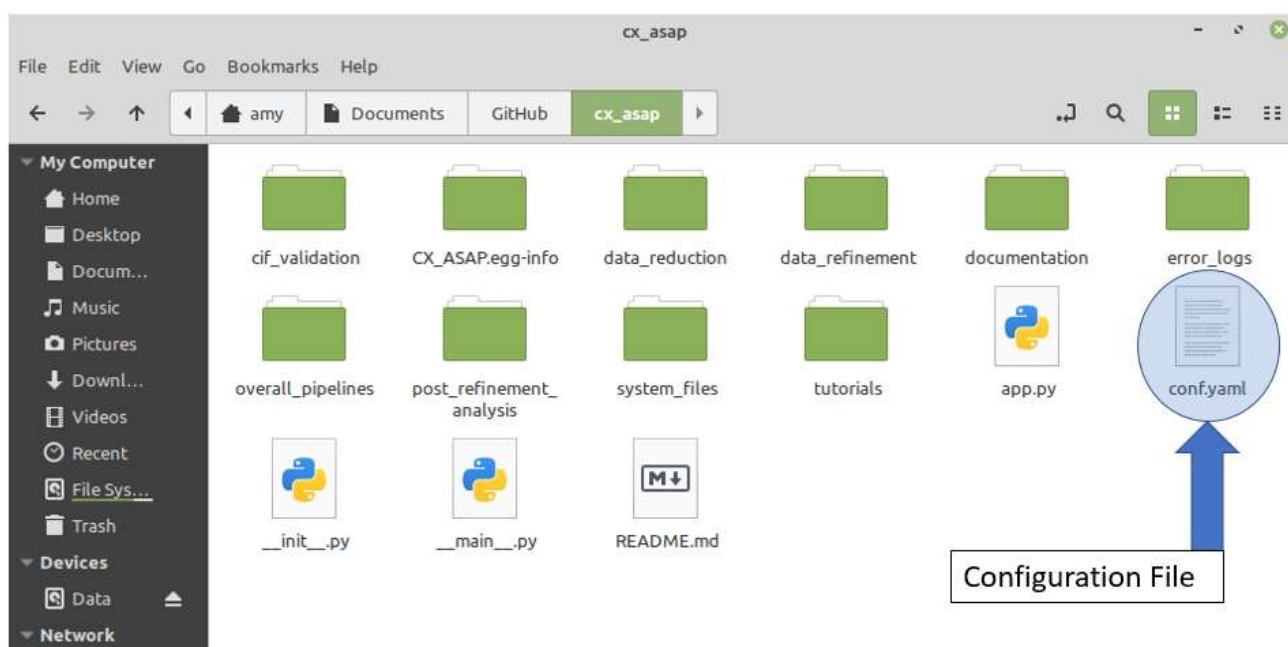 cx_asap
File Edit View Go Bookmarks Help
amy Documents GitHub cx_asap
My Computer
Home
Desktop
Docum...
Music
Pictures
Downl...
Videos
Recent
File Sys...
Trash
Devices
Data
Network
cif_validation CX_ASAP.egg-info data_reduction data_refinement documentation error_logs
overall_pipelines post_refinement_ system_files tutorials app.py conf.yaml
analysis
M
__init__.py __main__.py README.md
Configuration File